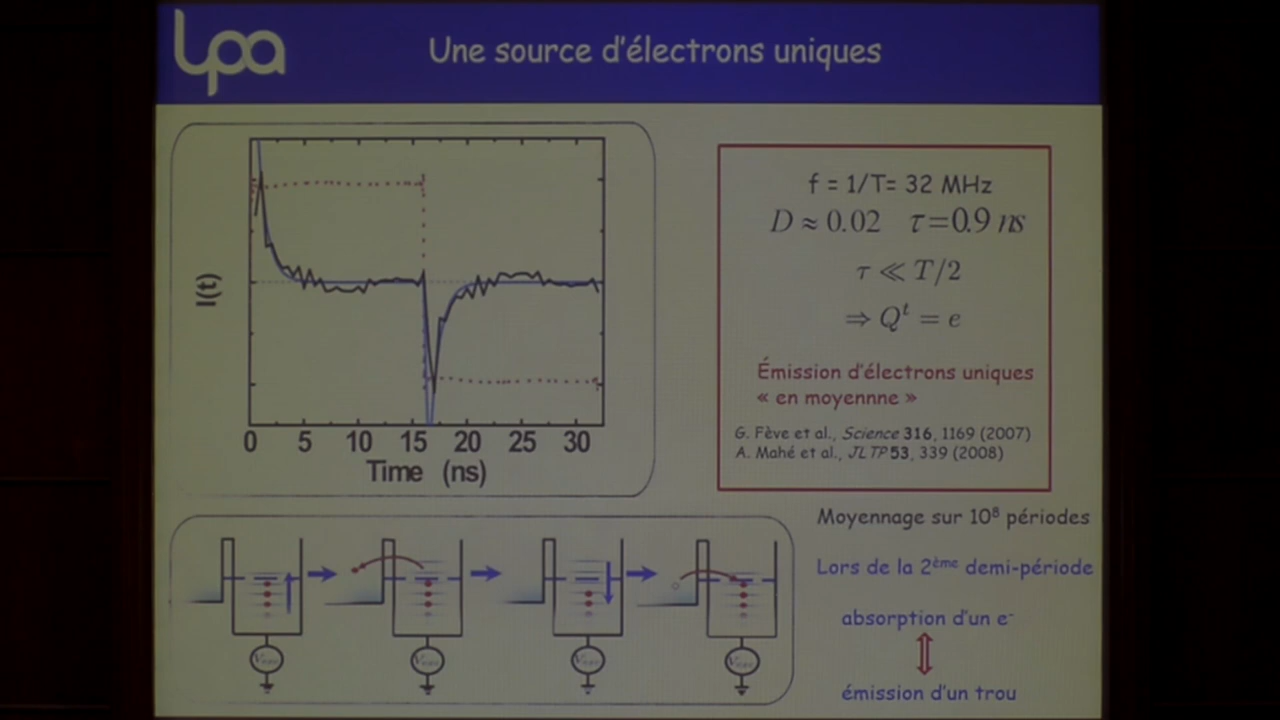 lpa
Une source d'électrons uniques
I(t)
0 5 10 15 20 25 30
Time (ns)
f = 1/T= 32 MHz
D ≈ 0.02 τ=0.9 ns
τ ≪ T/2
⇒ Qᵗ = e
Émission d'électrons uniques
« en moyennne »
G. Fève et al., Science 316, 1169 (2007)
A. Mahé et al., JLTP 53, 339 (2008)
Moyennage sur 10⁸ périodes
Lors de la 2ème demi-période
absorption d'un e⁻
émission d'un trou